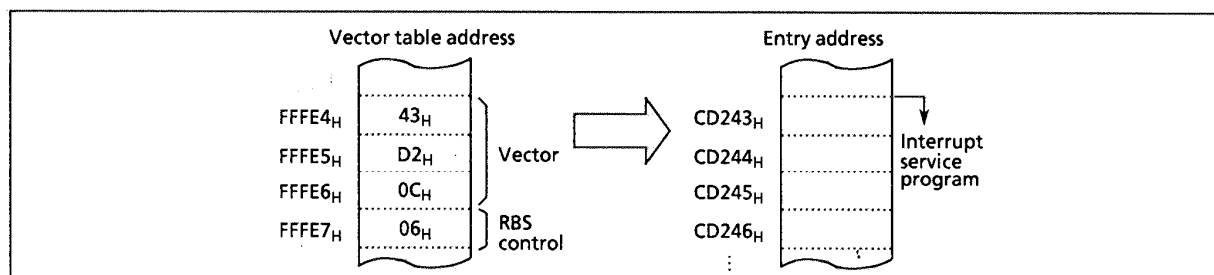 Vector table address
Entry address
FFFE4H 43H
FFFE5H D2H
FFFE6H 0CH
FFFE7H 06H
Vector
RBS
control
CD243H
CD244H
CD245H
CD246H
⋮
Interrupt
service
program